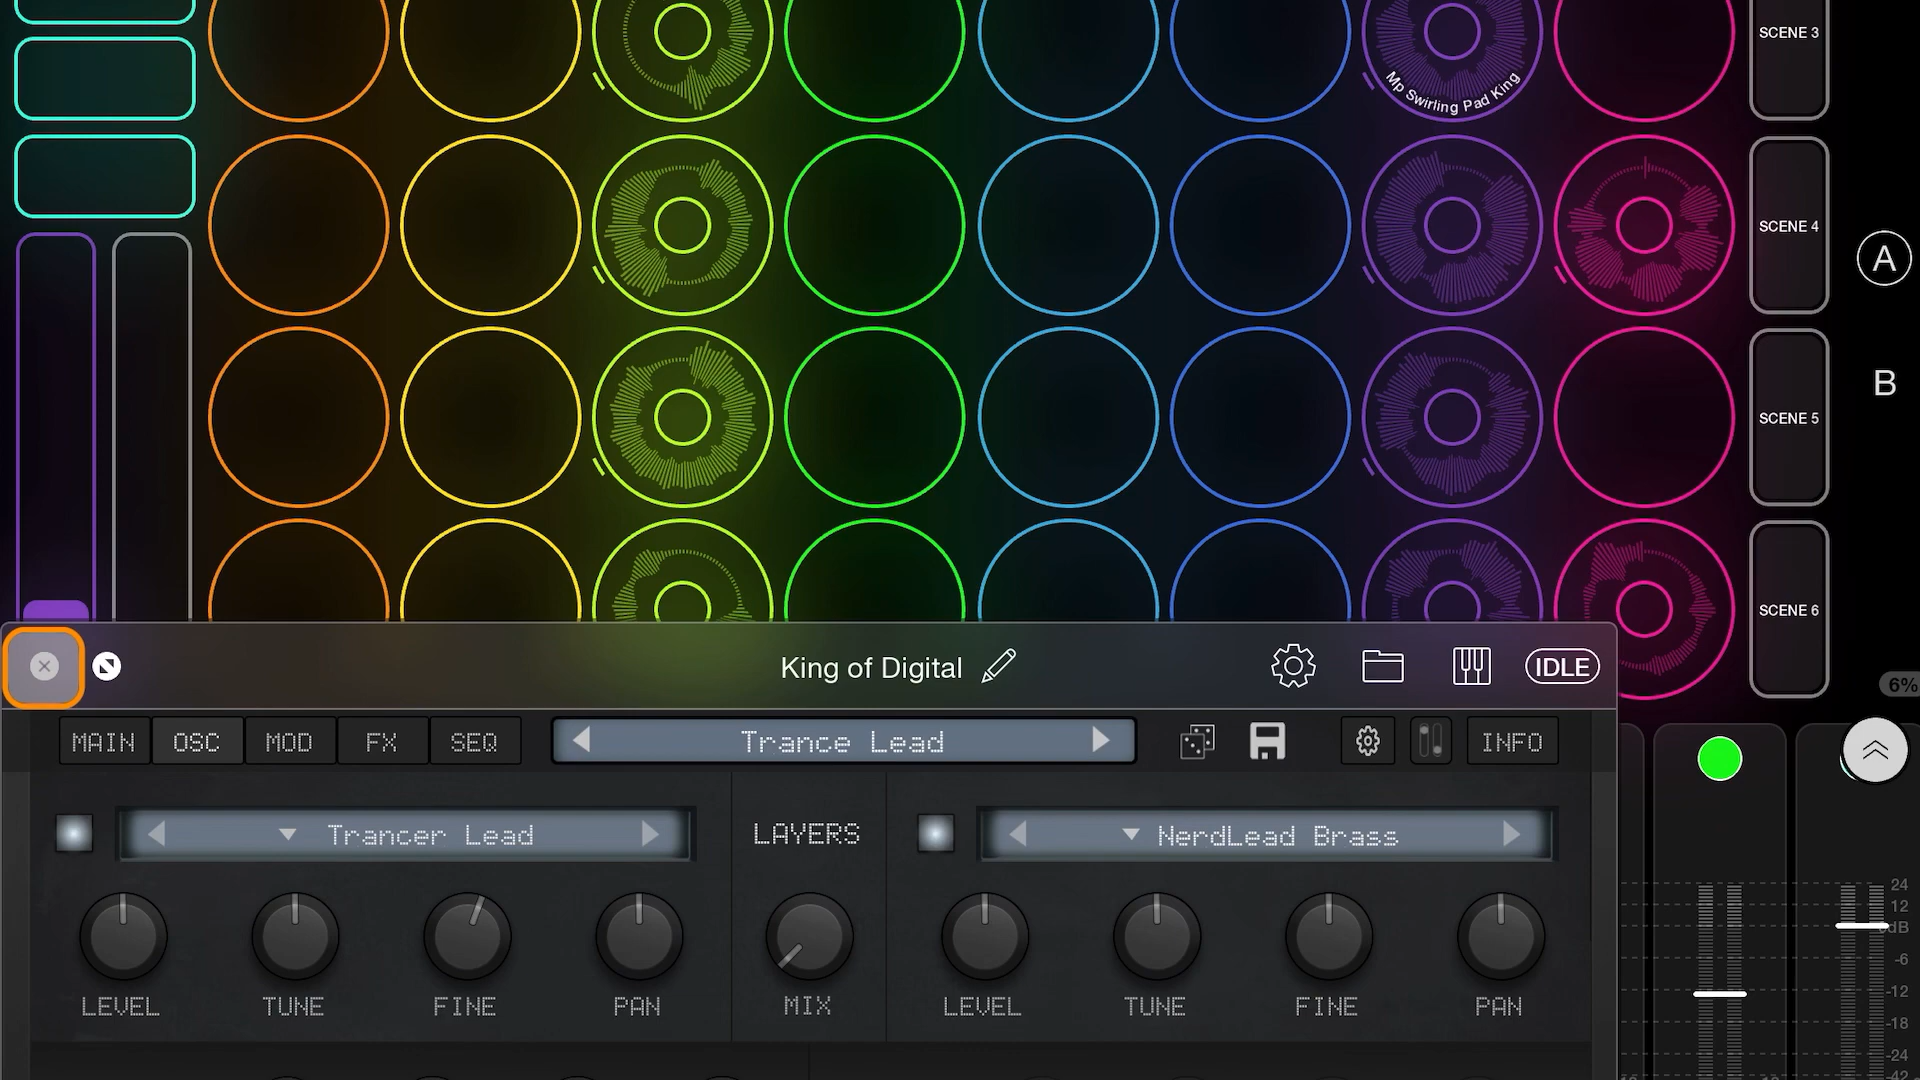 SCENE 3
Mp Swirling Pad King
SCENE 4
A
B
SCENE 5
SCENE 6
King of Digital
IDLE
6%
MAIN OSC MOD FX SEQ
Trance Lead
INFO
Trancer Lead
LAYERS
NerdLead Brass
LEVEL TUNE FINE PAN
MIX
LEVEL TUNE FINE PAN
24
12
dB
-6
-12
-18
-24
-42